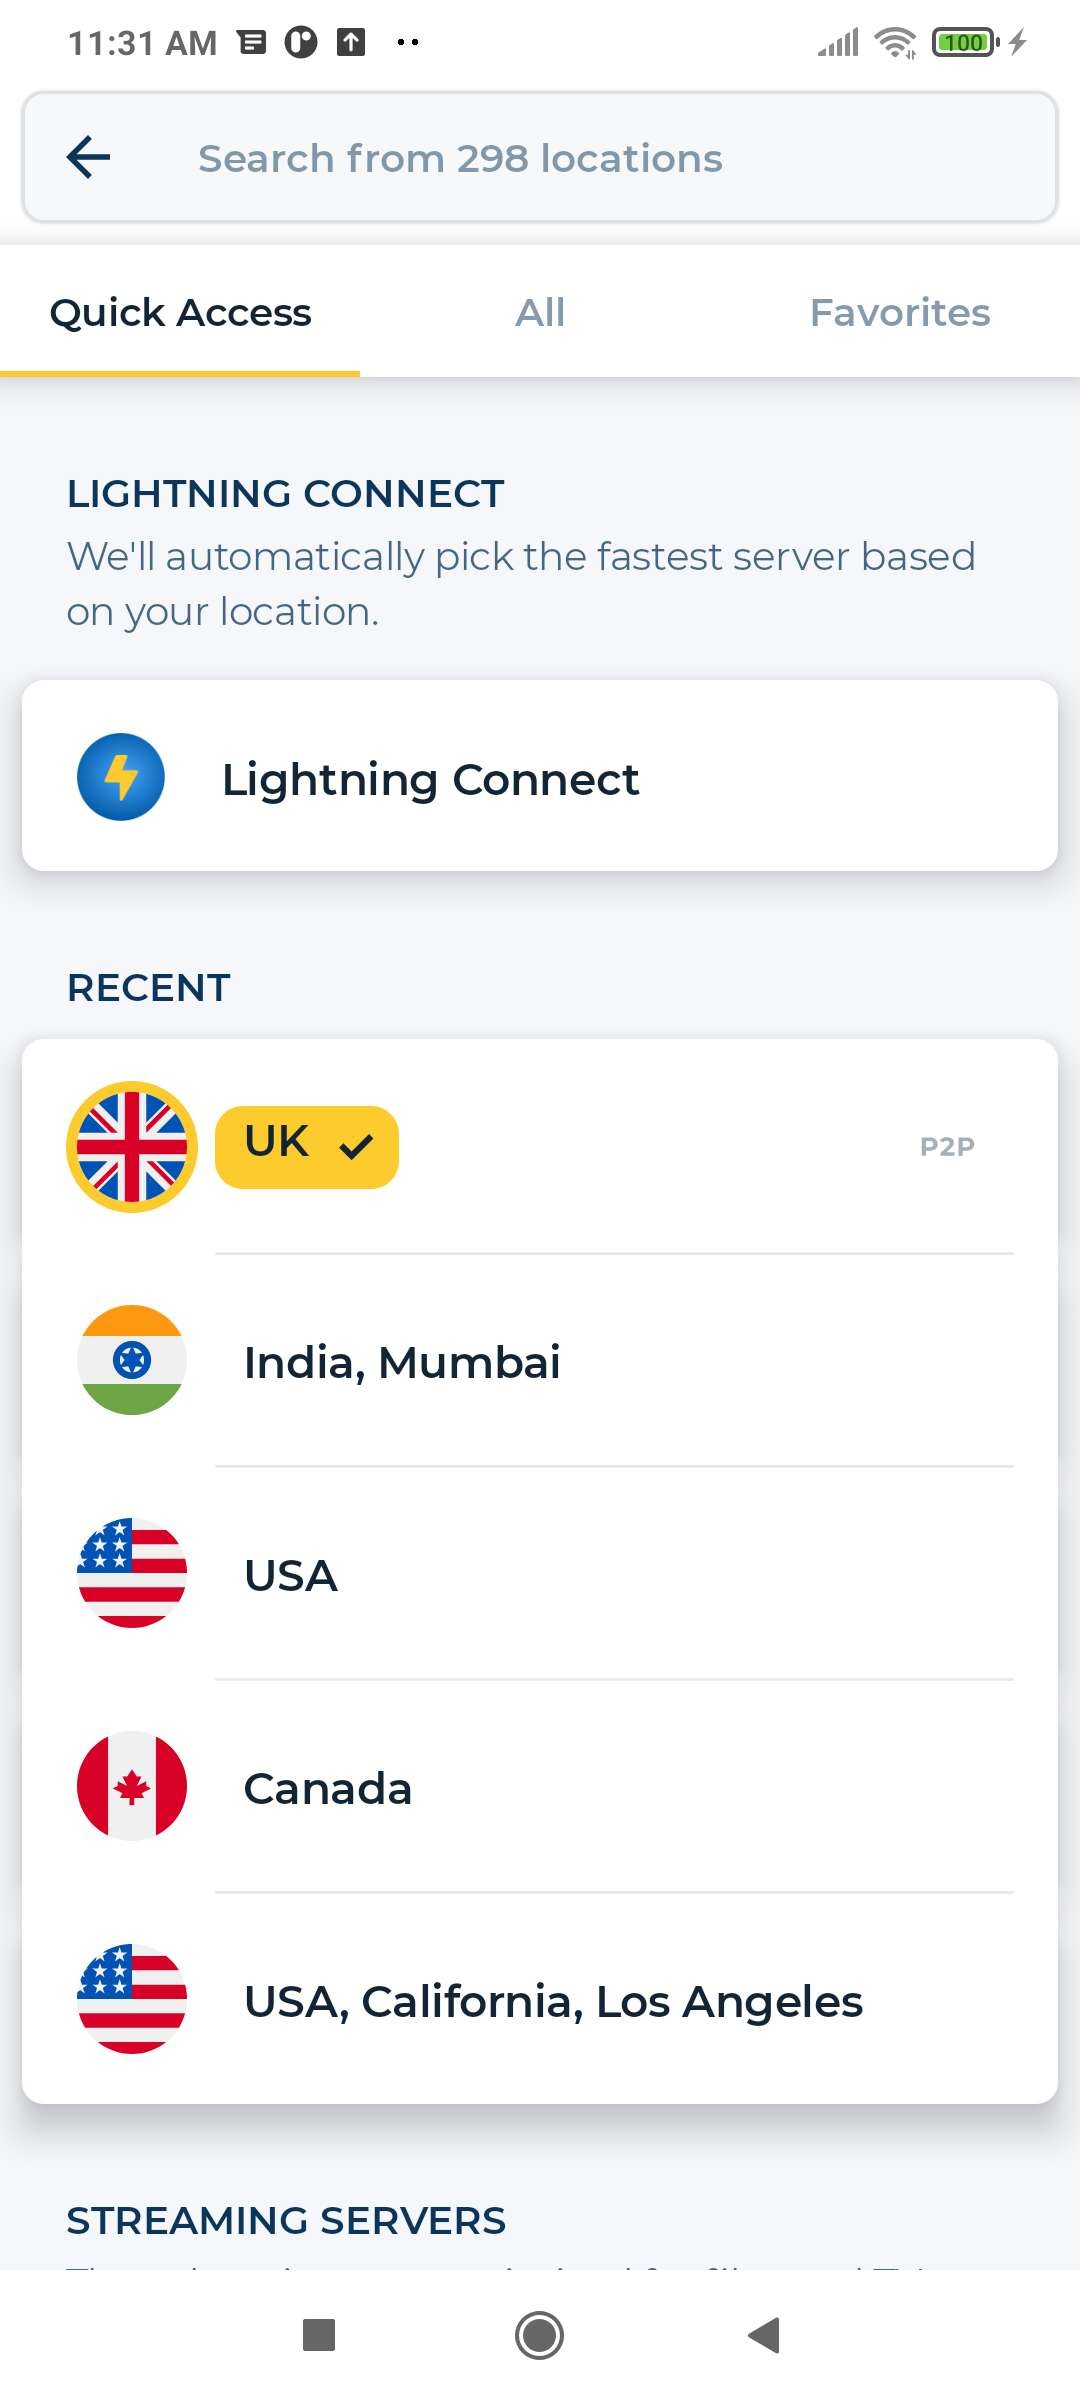 11:31 AM
100
Search from 298 locations
Quick Access
All
Favorites
LIGHTNING CONNECT
We'll automatically pick the fastest server based
on your location.
Lightning Connect
RECENT
UK
P2P
India, Mumbai
USA
Canada
USA, California, Los Angeles
STREAMING SERVERS